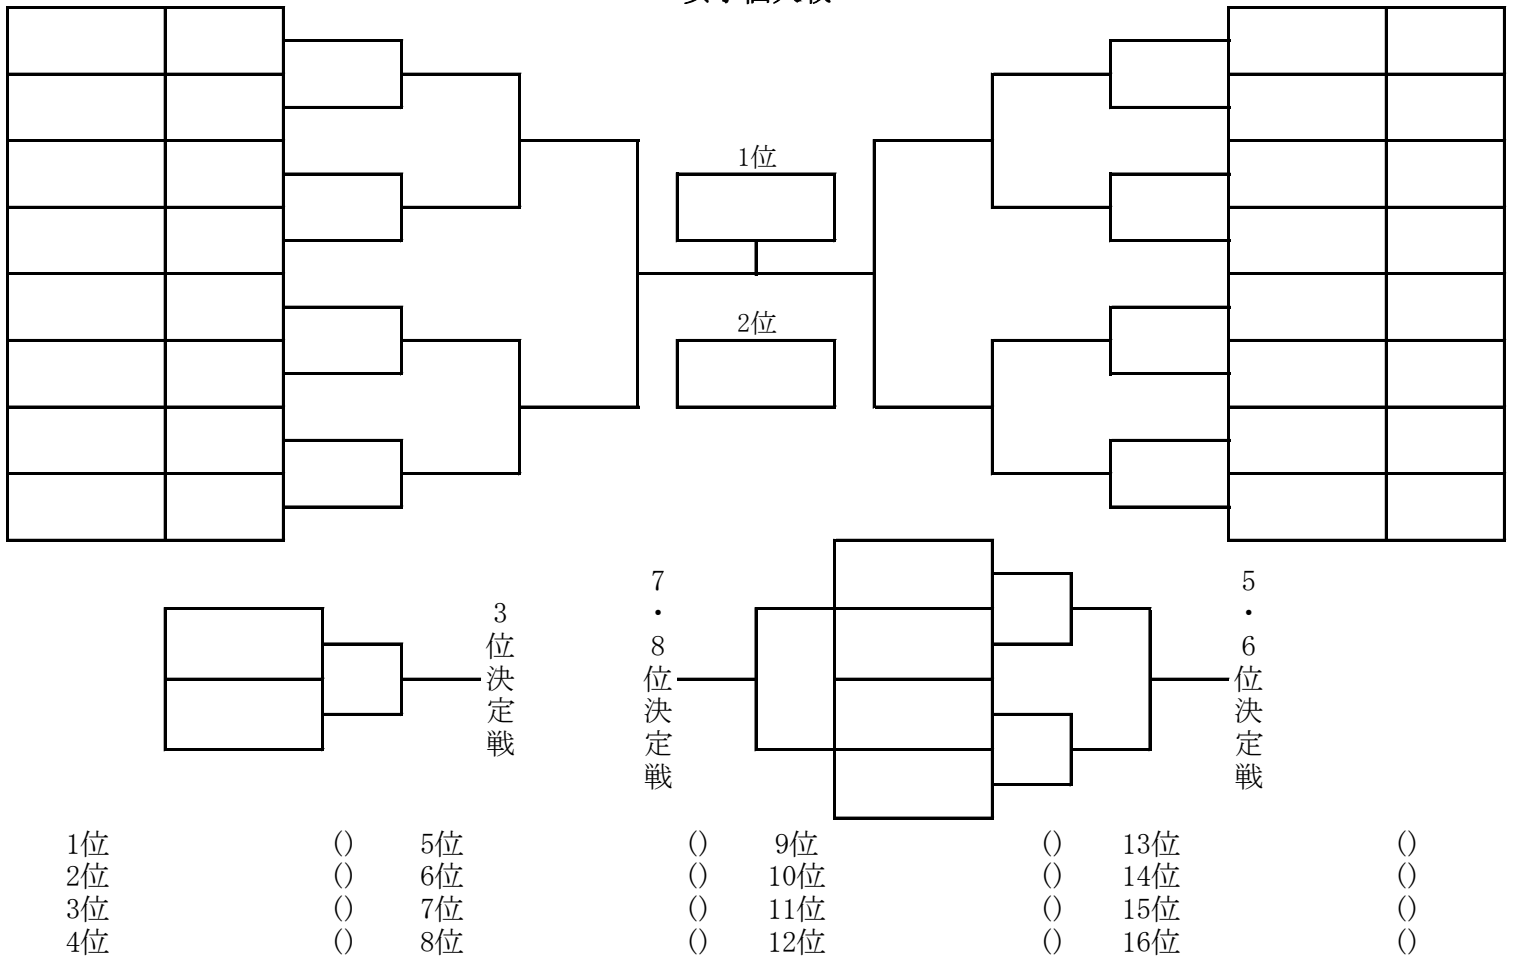 1位
2位
3位決定戦
7・8位決定戦
5・6位決定戦
1位 () 5位 () 9位 () 13位 ()
2位 () 6位 () 10位 () 14位 ()
3位 () 7位 () 11位 () 15位 ()
4位 () 8位 () 12位 () 16位 ()